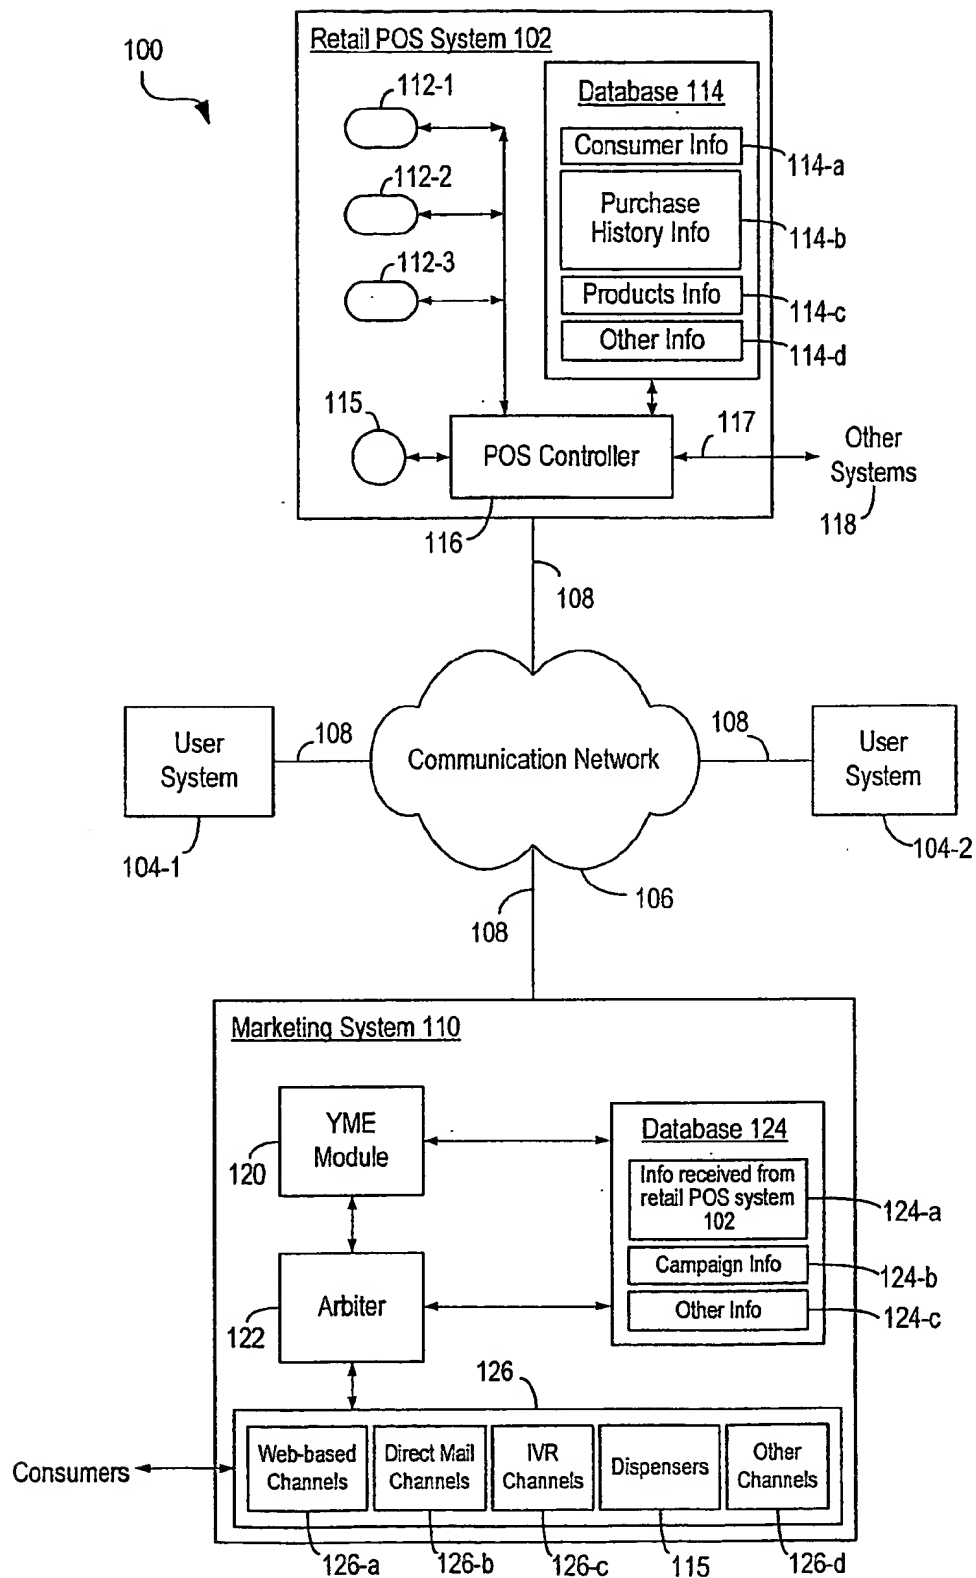 100
Retail POS System 102
112-1
112-2
112-3
Database 114
Consumer Info
114-a
Purchase
History Info
114-b
Products Info
114-c
Other Info
114-d
115
POS Controller
117
Other
Systems
118
116
108
User
System
104-1
108
Communication Network
108
User
System
104-2
106
108
Marketing System 110
YME
Module
120
Database 124
Info received from
retail POS system
102
124-a
Campaign Info
124-b
Other Info
124-c
Arbiter
122
126
Consumers
Web-based
Channels
Direct Mail
Channels
IVR
Channels
Dispensers
Other
Channels
126-a
126-b
126-c
115
126-d